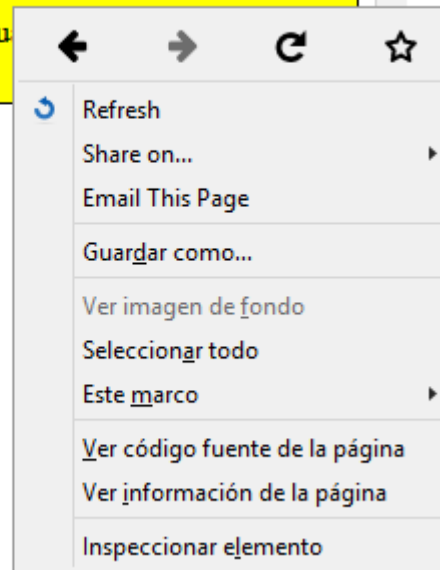 Refresh
Share on...
Email This Page
Guardar como...
Ver imagen de fondo
Seleccionar todo
Este marco
Ver código fuente de la página
Ver información de la página
Inspeccionar elemento